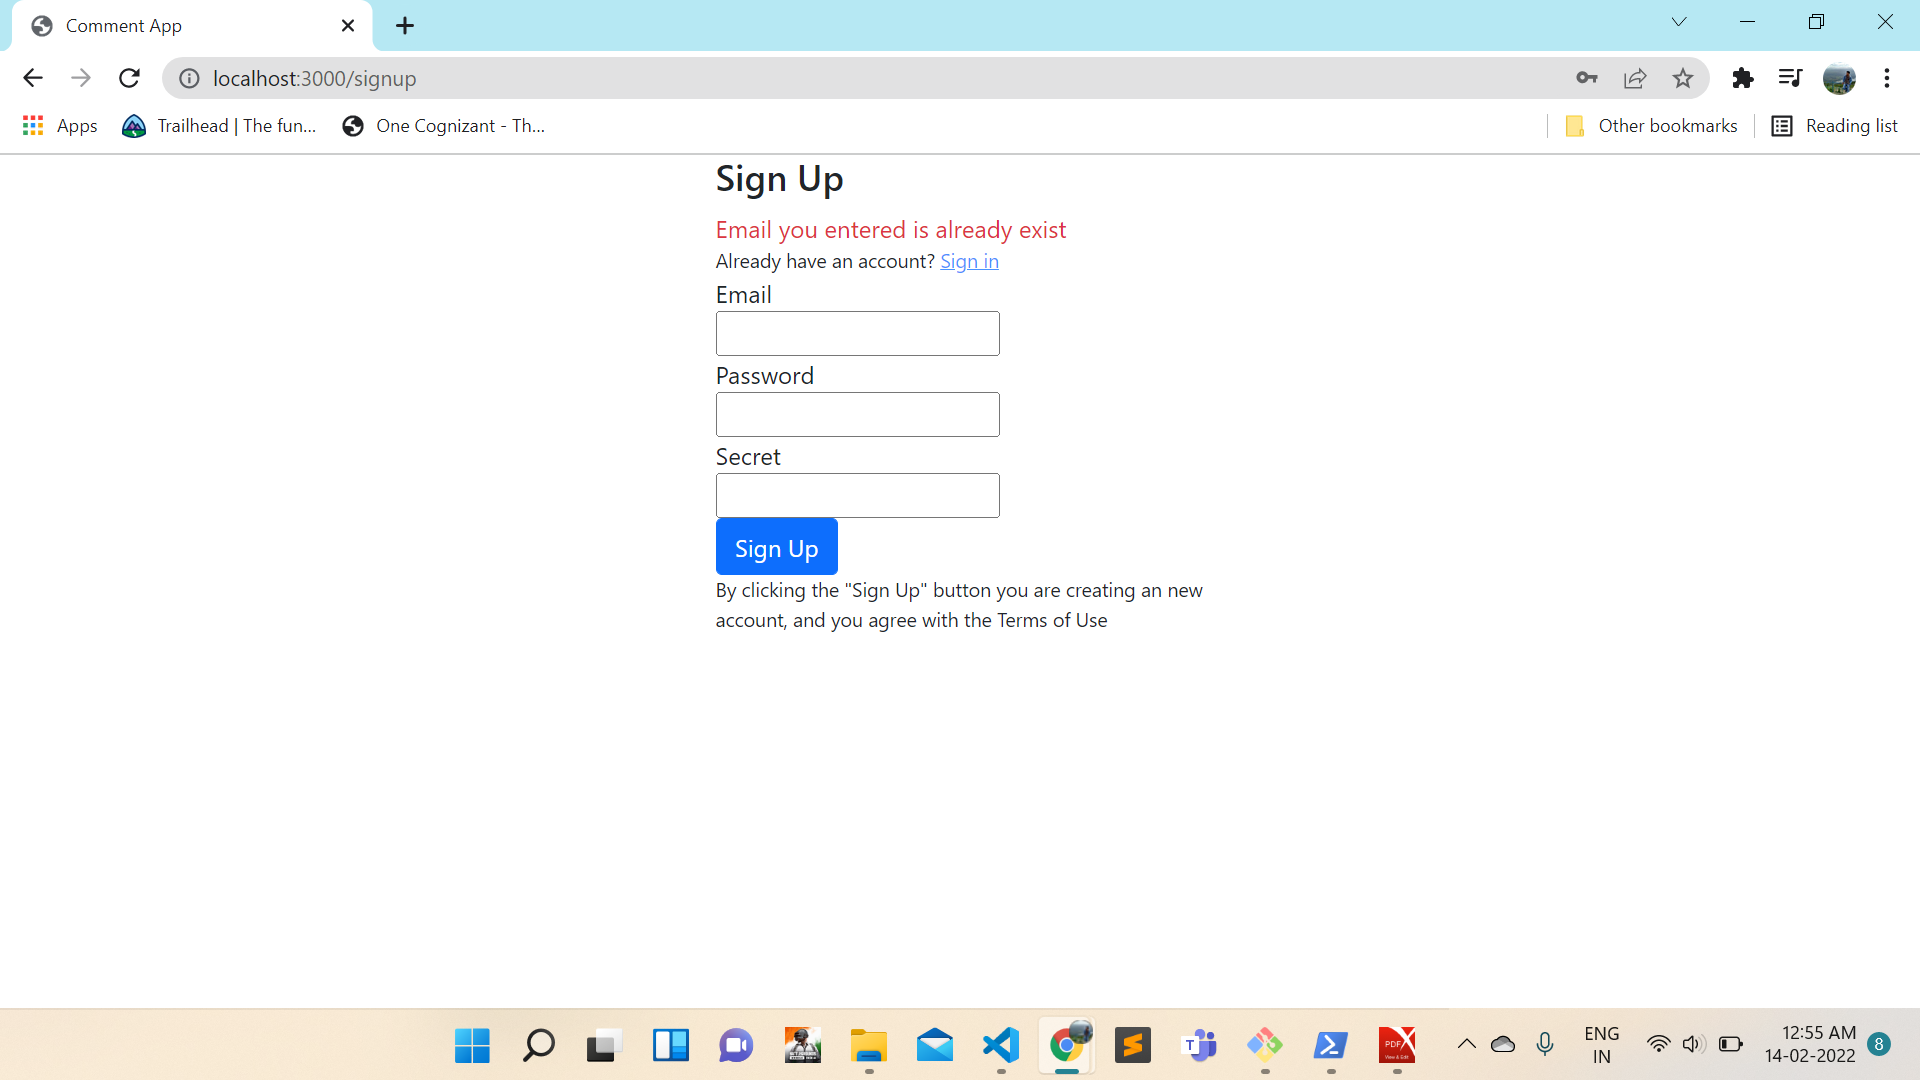 Comment App
localhost:3000/signup
Apps
Trailhead | The fun...
One Cognizant - Th...
Other bookmarks
Reading list
Sign Up
Email you entered is already exist
Already have an account? Sign in
Email
Password
Secret
Sign Up
By clicking the "Sign Up" button you are creating an new
account, and you agree with the Terms of Use
T
PDF
View & Edit
ENG
IN
12:55 AM
14-02-2022
8